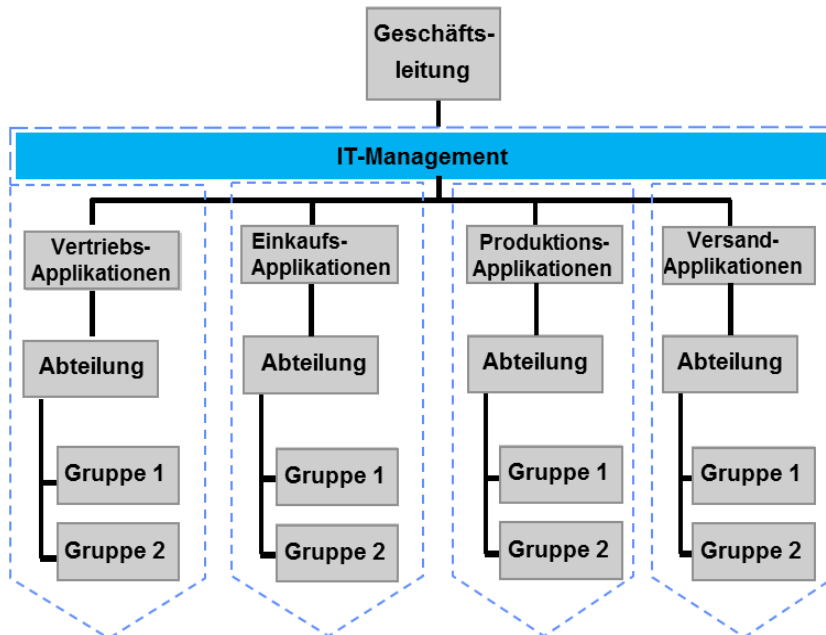 Geschäfts-
leitung
IT-Management
Vertriebs-
Applikationen
Einkaufs-
Applikationen
Produktions-
Applikationen
Versand-
Applikationen
Abteilung
Abteilung
Abteilung
Abteilung
Gruppe 1
Gruppe 1
Gruppe 1
Gruppe 1
Gruppe 2
Gruppe 2
Gruppe 2
Gruppe 2